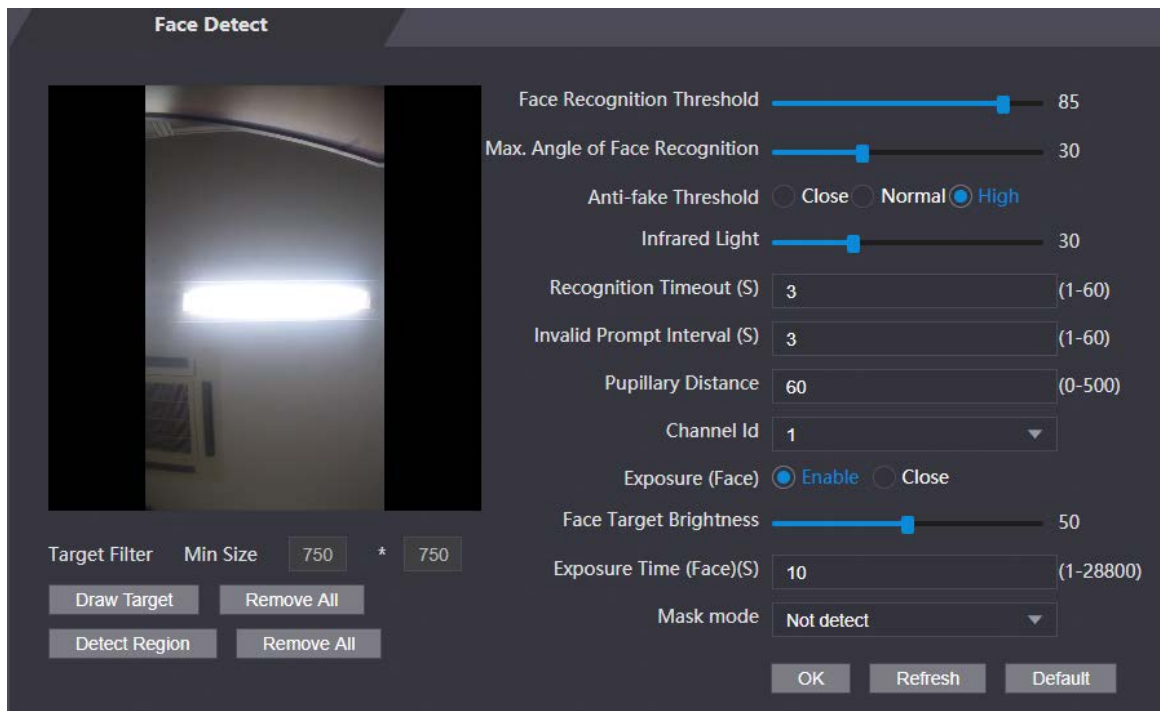 Face Detect
Face Recognition Threshold 85
Max. Angle of Face Recognition 30
Anti-fake Threshold Close Normal High
Infrared Light 30
Recognition Timeout (S) 3 (1-60)
Invalid Prompt Interval (S) 3 (1-60)
Pupillary Distance 60 (0-500)
Channel Id 1
Exposure (Face) Enable Close
Face Target Brightness 50
Exposure Time (Face)(S) 10 (1-28800)
Mask mode Not detect
Target Filter Min Size 750 * 750
Draw Target Remove All
Detect Region Remove All
OK Refresh Default